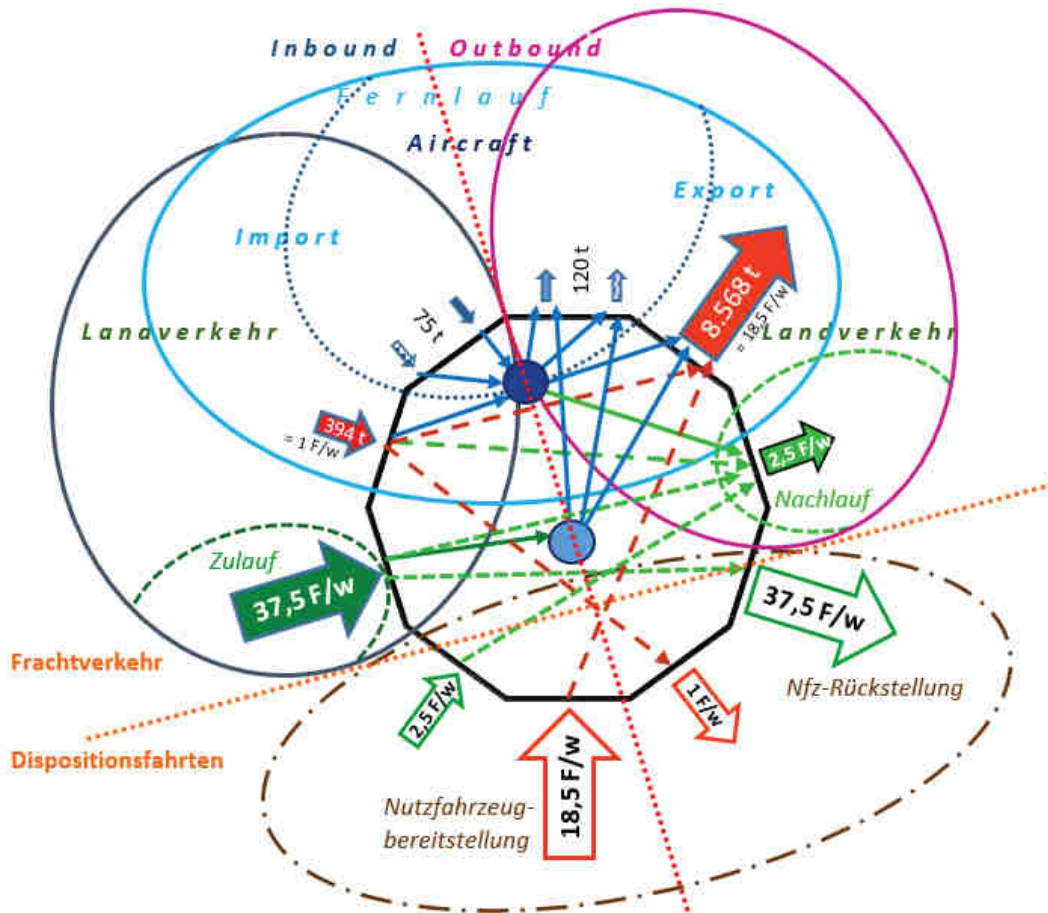 Inbound
Outbound
Fernlauf
Aircraft
Export
Import
120 t
75 t
8.568 t
= 18,5 F/w
Landverkehr
Landverkehr
394 t
= 1 F/w
2,5 F/w
Nachlauf
Zulauf
37,5 F/w
37,5 F/w
Frachtverkehr
Nfz-Rückstellung
2,5 F/w
1 F/w
Dispositionsfahrten
18,5 F/w
Nutzfahrzeug-
bereitstellung